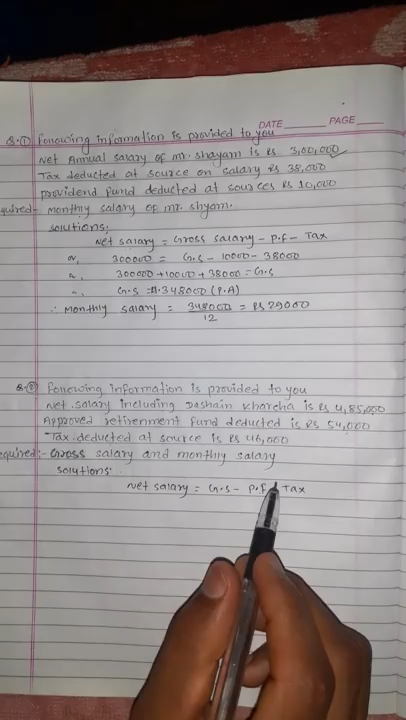 DATE PAGE
Q.① Following information is provided to you
Net Annual salary of mr. shayam is Rs 3,00,000
Tax deducted at source on salary Rs 38,000
providend Fund deducted at sources Rs 10,000
quired:- monthly salary of mr. shyam.
solutions;
Net salary = Gross salary - P.F - Tax
or, 300000 = G.S - 10000 - 38000
or, 300000 + 10000 + 38000 = G.S
G.S = 348000 (P.A)
∴ Monthly salary = 348000/12 = Rs 29000
Q.② Following information is provided to you
Net salary including Dashain kharcha is Rs 4,85,000
Approved retirenment fund deducted is Rs 54,000
Tax deducted at source is Rs 46,000
equired:- Gross salary and monthly salary
solutions:
Net salary = G.S - P.F - Tax